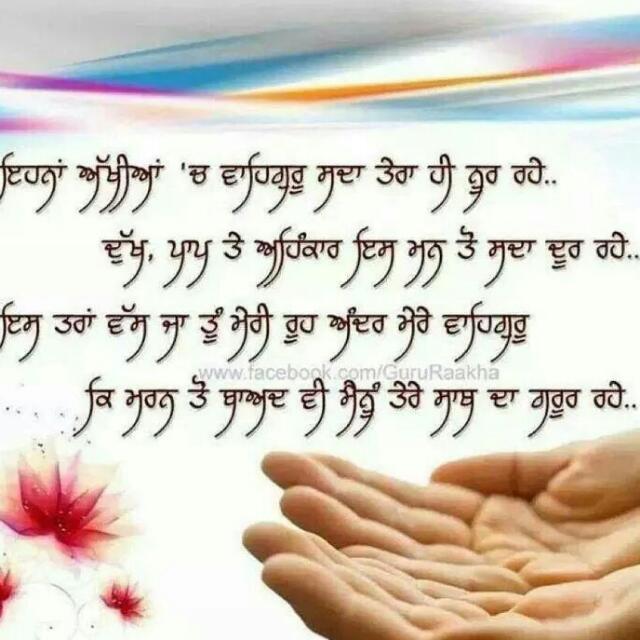 ਇਹਨਾਂ ਅੱਖੀਆਂ 'ਚ ਵਾਹਿਗੁਰੂ ਸਦਾ ਤੇਰਾ ਹੀ ਨੂਰ ਰਹੇ..
ਦੁੱਖ, ਪਾਪ ਤੇ ਅਹਿੰਕਾਰ ਇਸ ਮਨ ਤੋਂ ਸਦਾ ਦੂਰ ਰਹੇ..
ਇਸ ਤਰਾਂ ਵੱਸ ਜਾ ਤੂੰ ਮੇਰੀ ਰੂਹ ਅੰਦਰ ਮੇਰੇ ਵਾਹਿਗੁਰੂ
www.facebook.com/GuruRaakha
ਕਿ ਮਰਨ ਤੋਂ ਬਾਅਦ ਵੀ ਮੈਨੂੰ ਤੇਰੇ ਸਾਥ ਦਾ ਗਰੂਰ ਰਹੇ..